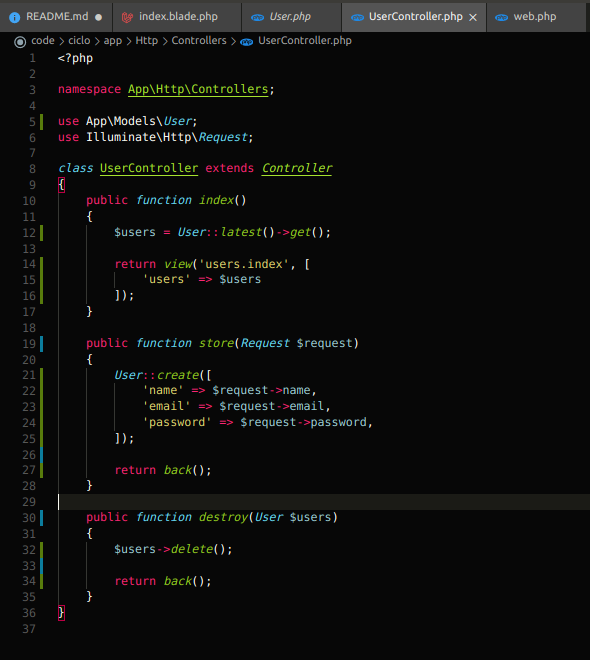 README.md ● index.blade.php User.php UserController.php × web.php
code > ciclo > app > Http > Controllers > UserController.php
1 <?php
2
3 namespace App\Http\Controllers;
4
5 use App\Models\User;
6 use Illuminate\Http\Request;
7
8 class UserController extends Controller
9 {
10     public function index()
11     {
12         $users = User::latest()->get();
13
14         return view('users.index', [
15             'users' => $users
16         ]);
17     }
18
19     public function store(Request $request)
20     {
21         User::create([
22             'name' => $request->name,
23             'email' => $request->email,
24             'password' => $request->password,
25         ]);
26
27         return back();
28     }
29
30     public function destroy(User $users)
31     {
32         $users->delete();
33
34         return back();
35     }
36 }
37